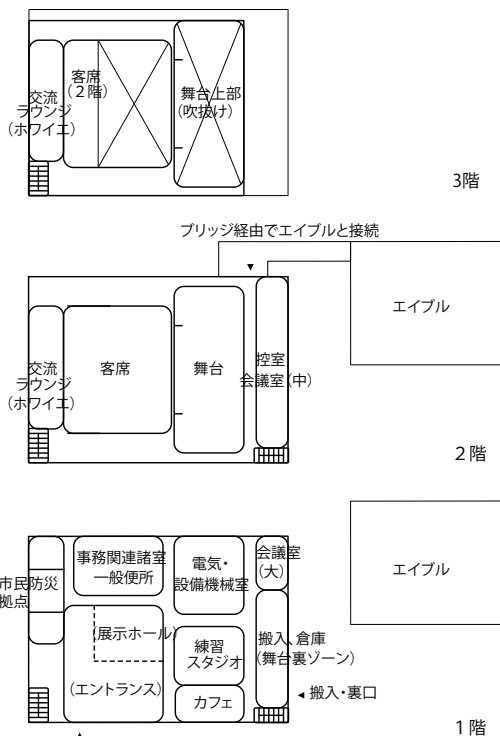 客席
（２階）
交流
ラウンジ
（ホワイエ）
舞台上部
（吹抜け）
3階
ブリッジ経由でエイブルと接続
エイブル
交流
ラウンジ
（ホワイエ）
客席
舞台
控室
会議室（中）
２階
市民防災
拠点
事務関連諸室
一般便所
電気・
設備機械室
会議室
（大）
エイブル
（展示ホール）
練習
スタジオ
搬入、倉庫
（舞台裏ゾーン）
（エントランス）
カフェ
搬入・裏口
１階